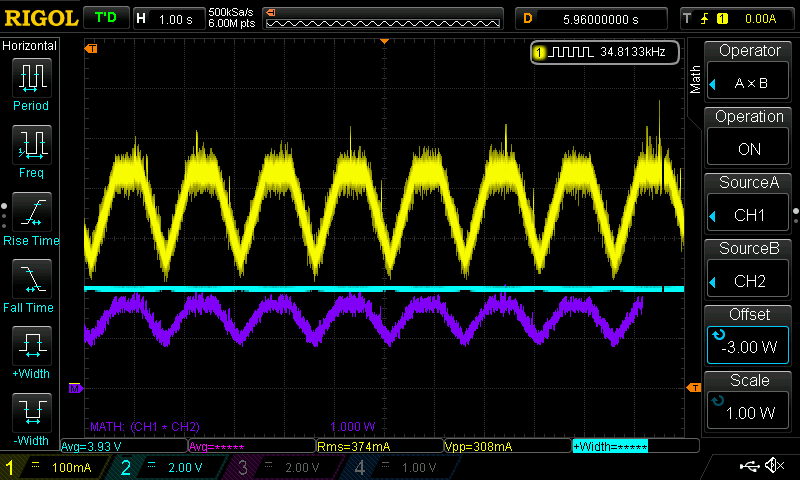 RIGOL T'D H 1.00 s 500kSa/s 6.00M pts D 5.96000000 s T 1 0.00A
Horizontal
Period
Freq
Rise Time
Fall Time
+Width
-Width
T
1 34.8133kHz
M
T
MATH: (CH1 * CH2) 1.000 W
Math
Operator
A × B
Operation
ON
SourceA
CH1
SourceB
CH2
Offset
-3.00 W
Scale
1.00 W
Avg=3.93 V Avg=***** Rms=374mA Vpp=308mA +Width=*****
1 100mA 2 2.00 V 3 2.00 V 4 1.00 V